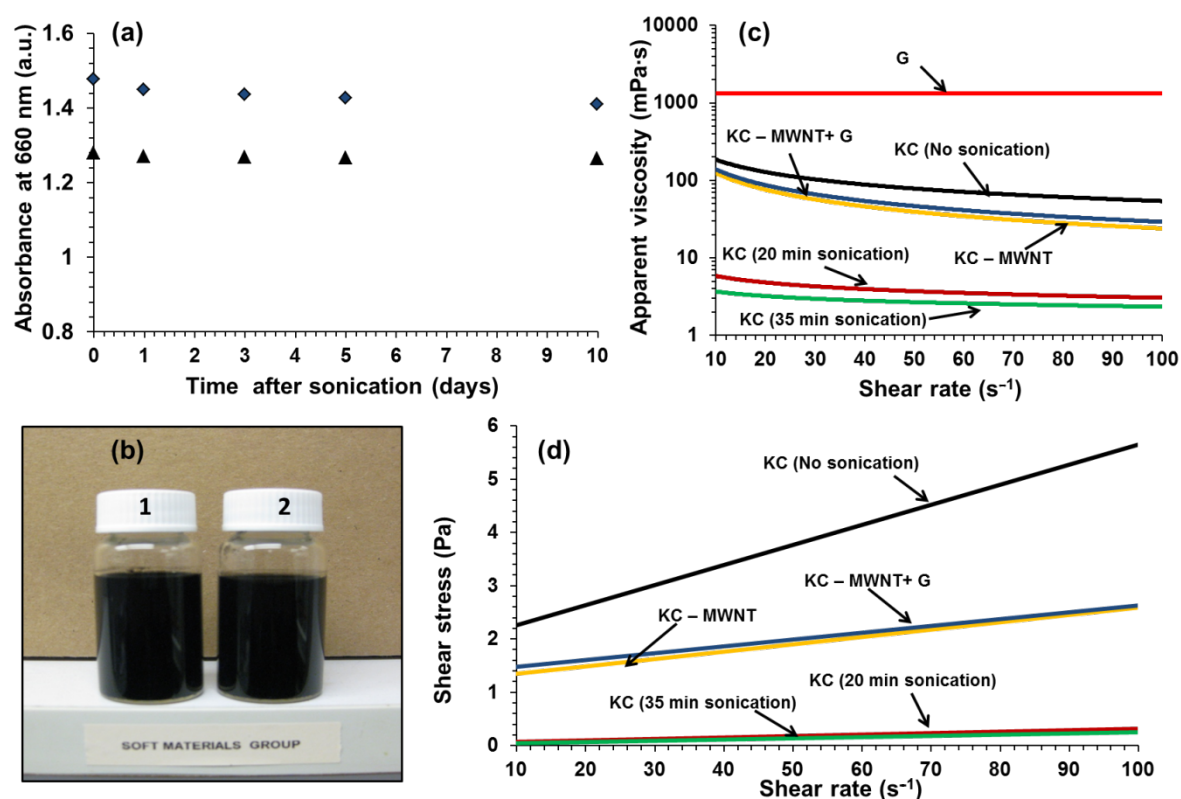 (a)
Absorbance at 660 nm (a.u.)
1.6
1.4
1.2
1
0.8
0 1 2 3 4 5 6 7 8 9 10
Time after sonication (days)
(c)
Apparent viscosity (mPa·s)
10000
1000
100
10
1
G
KC – MWNT+ G
KC (No sonication)
KC – MWNT
KC (20 min sonication)
KC (35 min sonication)
10 20 30 40 50 60 70 80 90 100
Shear rate (s⁻¹)
(b)
1 2
SOFT MATERIALS GROUP
(d)
Shear stress (Pa)
6
5
4
3
2
1
0
KC (No sonication)
KC – MWNT+ G
KC – MWNT
KC (20 min sonication)
KC (35 min sonication)
10 20 30 40 50 60 70 80 90 100
Shear rate (s⁻¹)